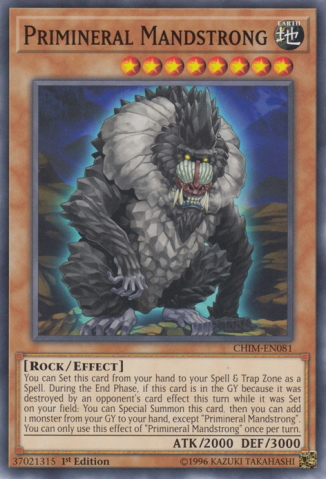 PRIMINERAL MANDSTRONG
EARTH
地
CHIM-EN081
[ROCK/EFFECT]
You can Set this card from your hand to your Spell & Trap Zone as a
Spell. During the End Phase, if this card is in the GY because it was
destroyed by an opponent's card effect this turn while it was Set
on your field: You can Special Summon this card, then you can add
1 monster from your GY to your hand, except "Primineral Mandstrong".
You can only use this effect of "Primineral Mandstrong" once per turn.
ATK/2000 DEF/3000
37021315 1st Edition ©1996 KAZUKI TAKAHASHI